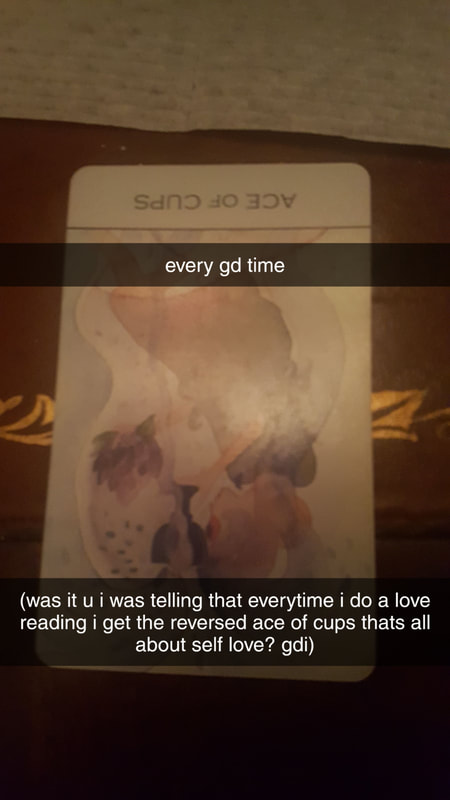 ACE OF CUPS
every gd time
(was it u i was telling that everytime i do a love
reading i get the reversed ace of cups thats all
about self love? gdi)